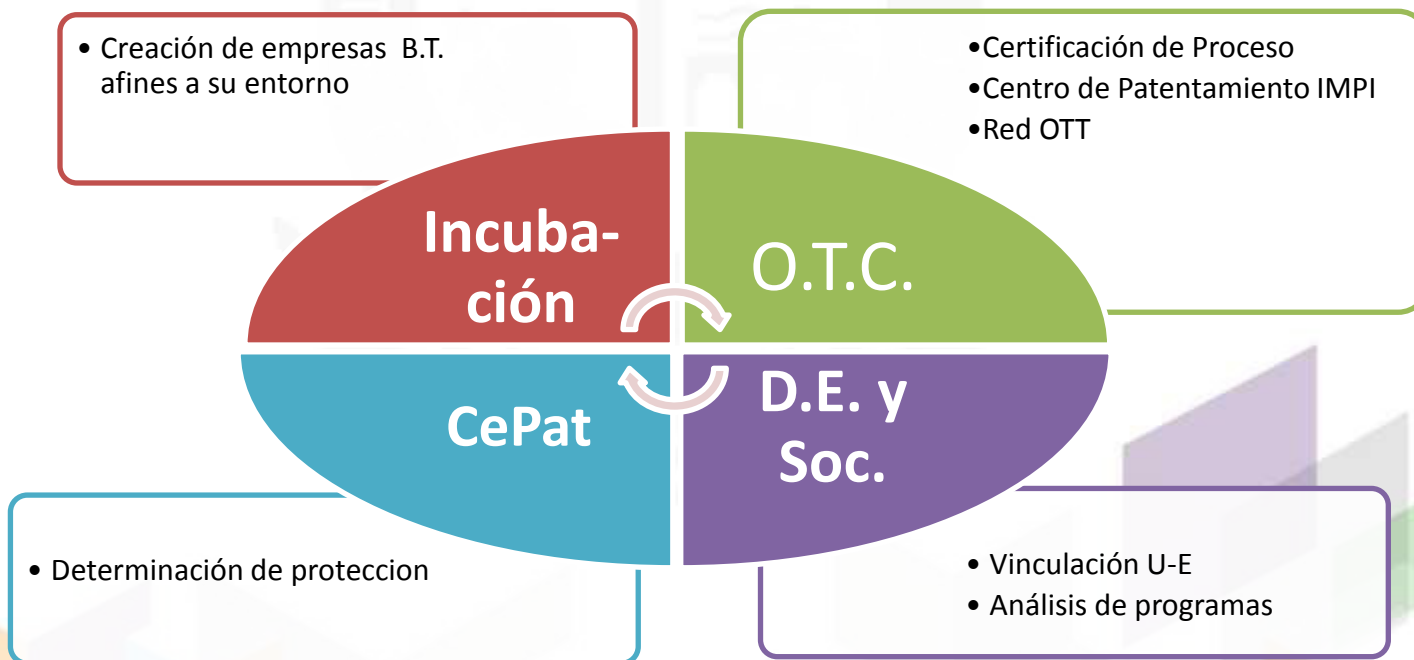 • Creación de empresas B.T.
afines a su entorno
•Certificación de Proceso
•Centro de Patentamiento IMPI
•Red OTT
Incuba-
ción
O.T.C.
CePat
D.E. y
Soc.
• Determinación de proteccion
• Vinculación U-E
• Análisis de programas